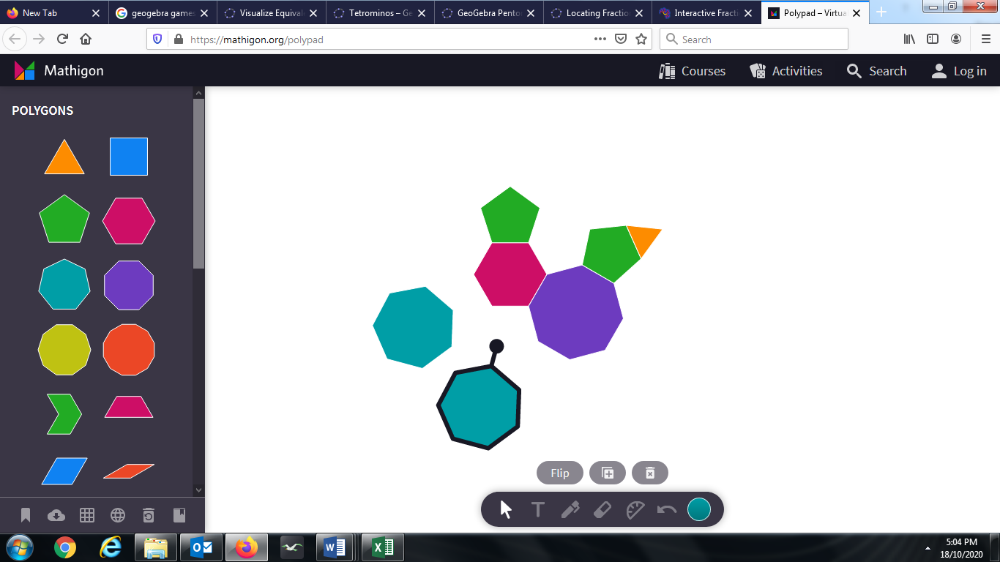 New Tab
geogebra games
Visualize Equival
Tetrominos – Ge
GeoGebra Pento
Locating Fractio
Interactive Fracti
Polypad – Virtua
https://mathigon.org/polypad
Search
Mathigon
Courses
Activities
Search
Log in
POLYGONS
Flip
T
5:04 PM
18/10/2020